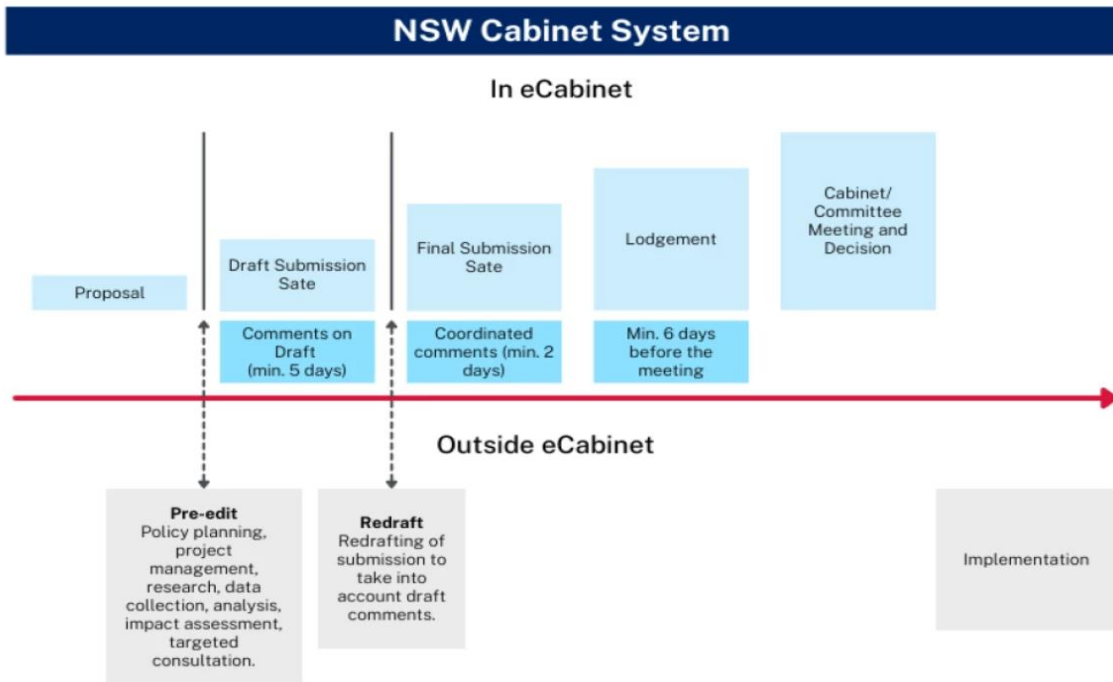 NSW Cabinet System
In eCabinet
Proposal
Draft Submission
Sate
Comments on
Draft
(min. 5 days)
Final Submission
Sate
Coordinated
comments (min. 2
days)
Lodgement
Min. 6 days
before the
meeting
Cabinet/
Committee
Meeting and
Decision
Outside eCabinet
Pre-edit
Policy planning,
project
management,
research, data
collection, analysis,
impact assessment,
targeted
consultation.
Redraft
Redrafting of
submission to
take into
account draft
comments.
Implementation